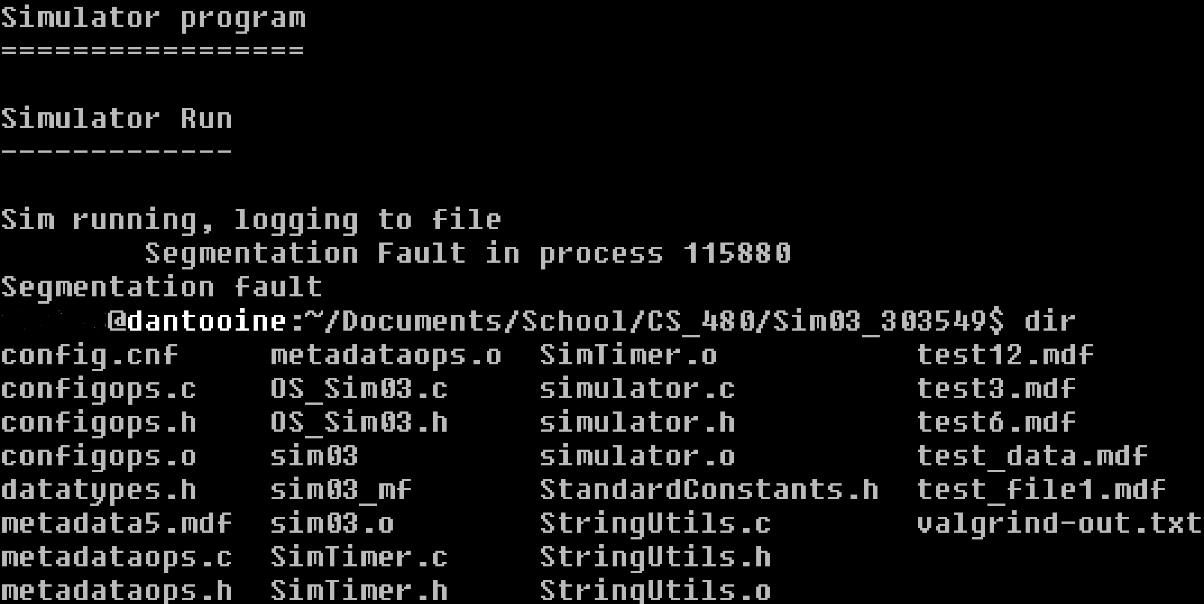 Simulator program
=================
Simulator Run
-------------
Sim running, logging to file
Segmentation Fault in process 115880
Segmentation fault
@dantooine:~/Documents/School/CS_480/Sim03_303549$ dir
config.cnf metadataops.o SimTimer.o test12.mdf
configops.c OS_Sim03.c simulator.c test3.mdf
configops.h OS_Sim03.h simulator.h test6.mdf
configops.o sim03 simulator.o test_data.mdf
datatypes.h sim03_mf StandardConstants.h test_file1.mdf
metadata5.mdf sim03.o StringUtils.c valgrind-out.txt
metadataops.c SimTimer.c StringUtils.h
metadataops.h SimTimer.h StringUtils.o